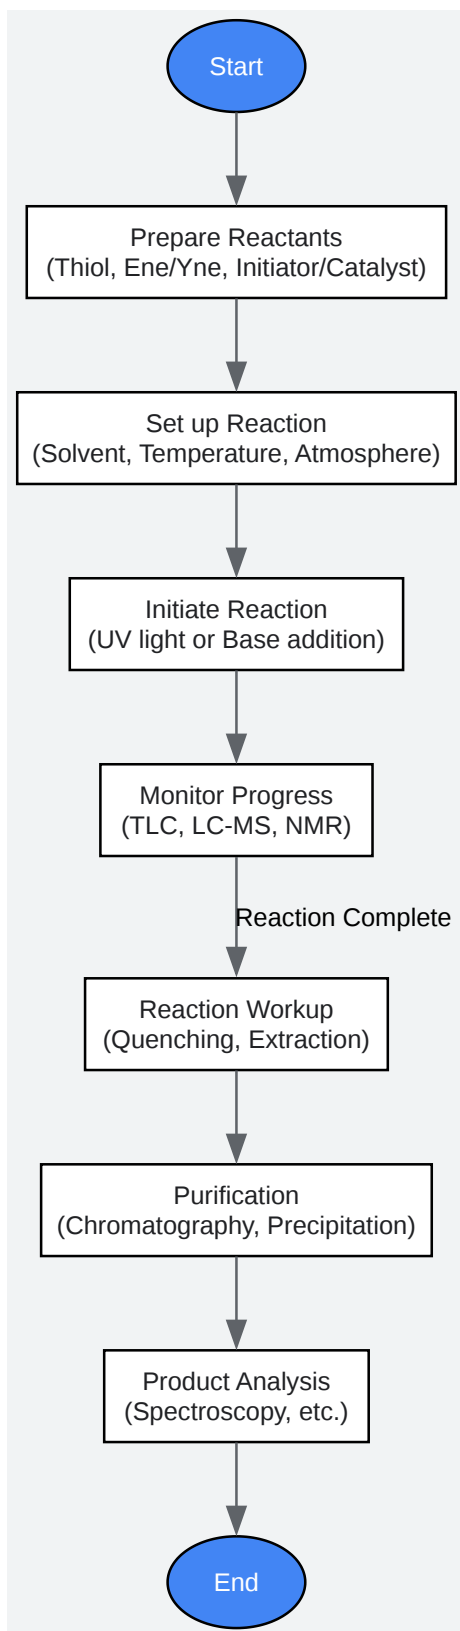 Start
Prepare Reactants
(Thiol, Ene/Yne, Initiator/Catalyst)
Set up Reaction
(Solvent, Temperature, Atmosphere)
Initiate Reaction
(UV light or Base addition)
Monitor Progress
(TLC, LC-MS, NMR)
Reaction Complete
Reaction Workup
(Quenching, Extraction)
Purification
(Chromatography, Precipitation)
Product Analysis
(Spectroscopy, etc.)
End